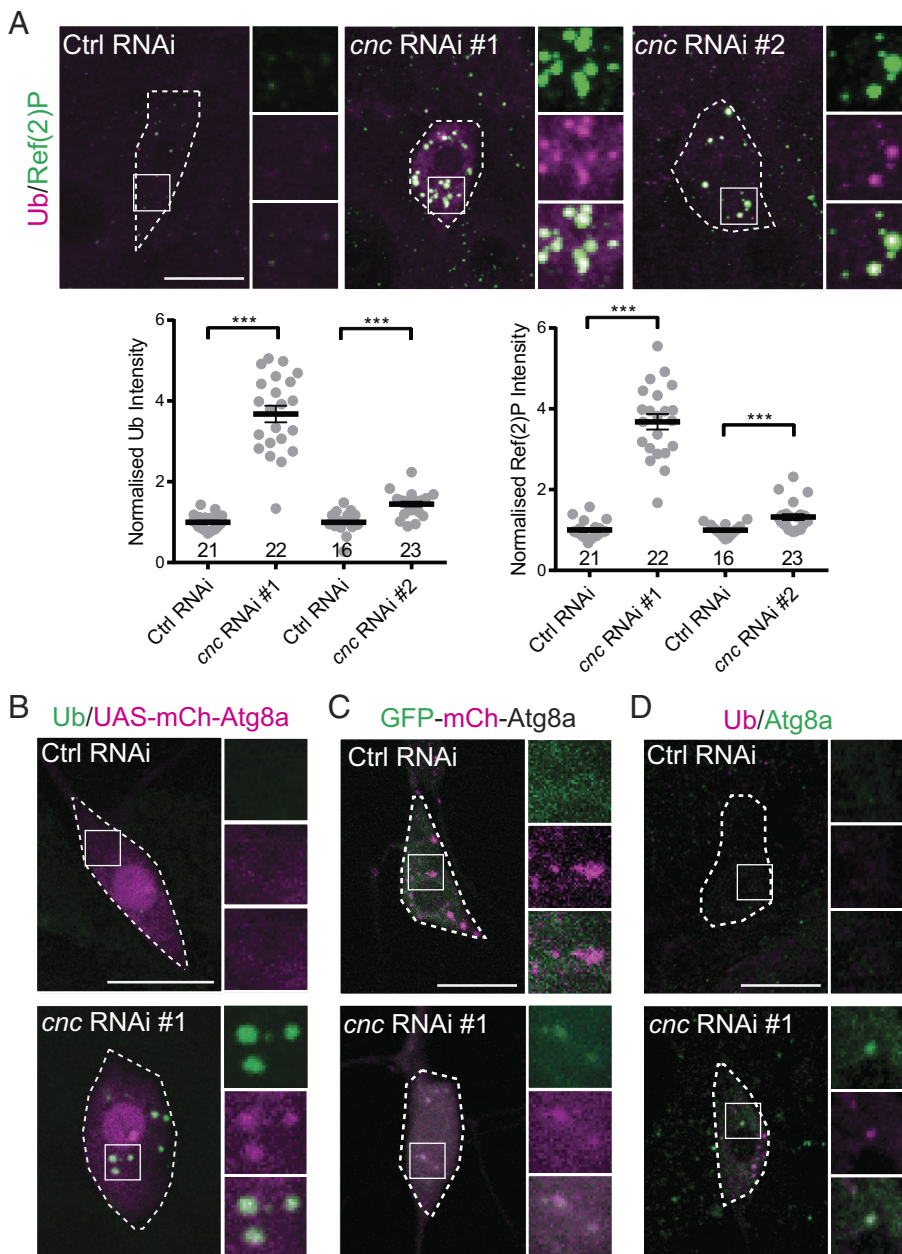 A
Ctrl RNAi
cnc RNAi #1
cnc RNAi #2
Ub/Ref(2)P
Normalised Ub Intensity
6
4
2
0
***
***
21
22
16
23
Ctrl RNAi
cnc RNAi #1
Ctrl RNAi
cnc RNAi #2
Normalised Ref(2)P Intensity
6
4
2
0
***
***
21
22
16
23
Ctrl RNAi
cnc RNAi #1
Ctrl RNAi
cnc RNAi #2
B
Ub/UAS-mCh-Atg8a
Ctrl RNAi
cnc RNAi #1
C
GFP-mCh-Atg8a
Ctrl RNAi
cnc RNAi #1
D
Ub/Atg8a
Ctrl RNAi
cnc RNAi #1